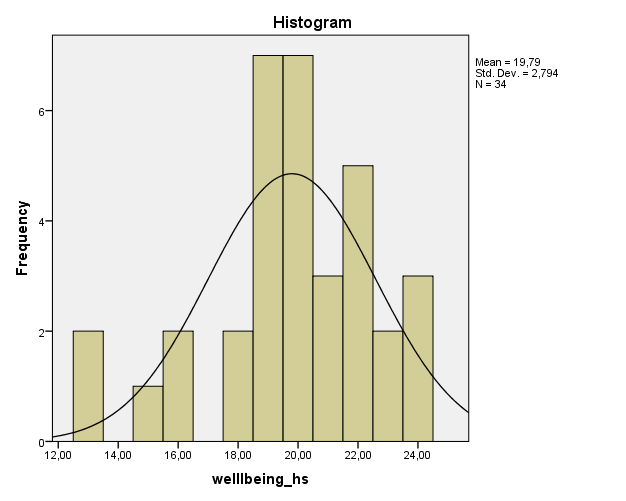 Histogram
Mean = 19,79
Std. Dev. = 2,794
N = 34
Frequency
6
4
2
0
12,00 14,00 16,00 18,00 20,00 22,00 24,00
welllbeing_hs